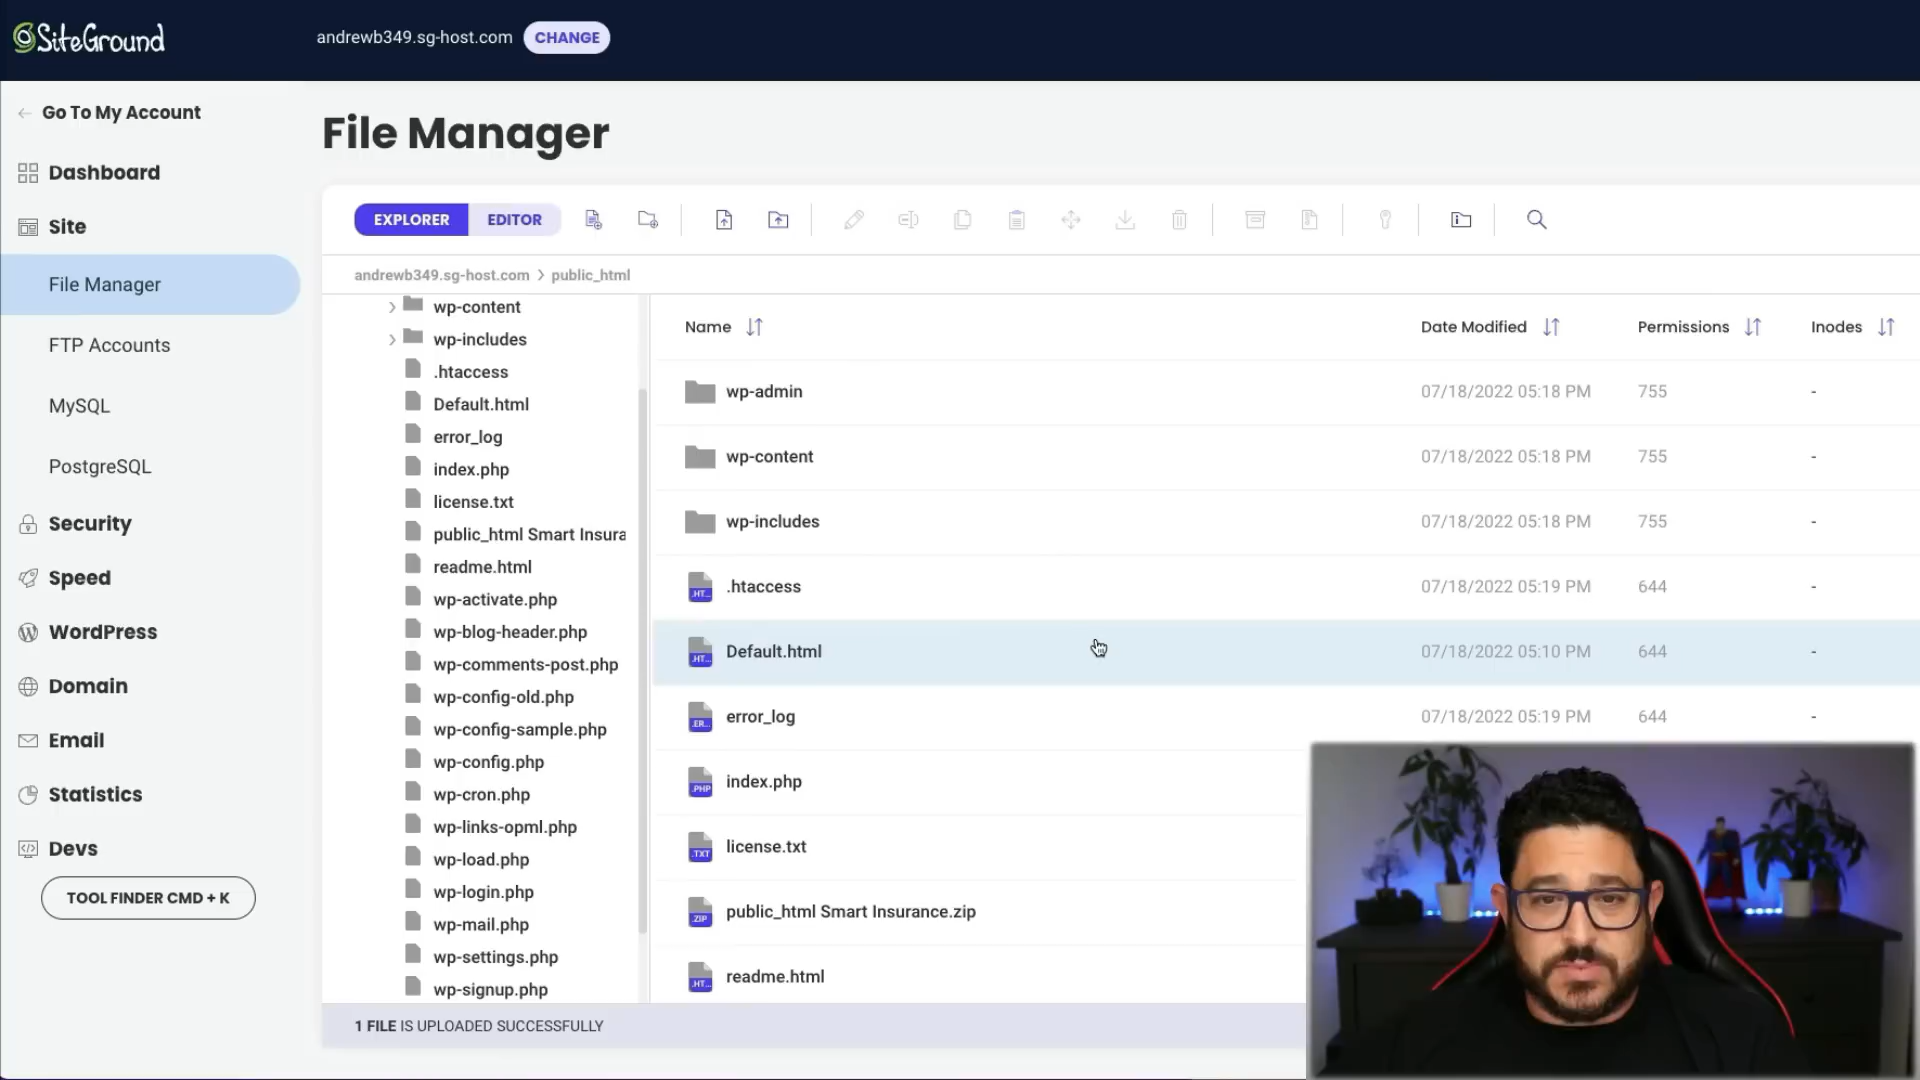 SiteGround
andrewb349.sg-host.com CHANGE
Go To My Account
Dashboard
Site
File Manager
FTP Accounts
MySQL
PostgreSQL
Security
Speed
WordPress
Domain
Email
Statistics
Devs
TOOL FINDER CMD + K
File Manager
EXPLORER EDITOR
andrewb349.sg-host.com > public_html
wp-content
wp-includes
.htaccess
Default.html
error_log
index.php
license.txt
public_html Smart Insura
readme.html
wp-activate.php
wp-blog-header.php
wp-comments-post.php
wp-config-old.php
wp-config-sample.php
wp-config.php
wp-cron.php
wp-links-opml.php
wp-load.php
wp-login.php
wp-mail.php
wp-settings.php
wp-signup.php
Name Date Modified Permissions Inodes
wp-admin 07/18/2022 05:18 PM 755 -
wp-content 07/18/2022 05:18 PM 755 -
wp-includes 07/18/2022 05:18 PM 755 -
.HT... .htaccess 07/18/2022 05:19 PM 644 -
.HT... Default.html 07/18/2022 05:10 PM 644 -
.ER... error_log 07/18/2022 05:19 PM 644 -
.PHP index.php
.TXT license.txt
.ZIP public_html Smart Insurance.zip
.HT... readme.html
1 FILE IS UPLOADED SUCCESSFULLY